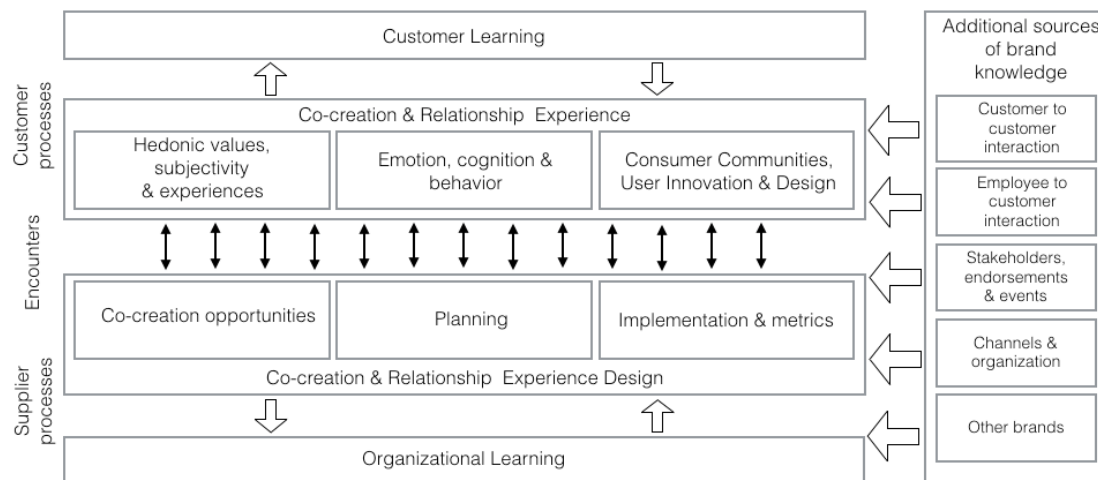 Customer Learning
Customer
processes
Co-creation & Relationship Experience
Hedonic values,
subjectivity
& experiences
Emotion, cognition &
behavior
Consumer Communities,
User Innovation & Design
Encounters
Supplier
processes
Co-creation opportunities
Planning
Implementation & metrics
Co-creation & Relationship Experience Design
Organizational Learning
Additional sources
of brand
knowledge
Customer to
customer
interaction
Employee to
customer
interaction
Stakeholders,
endorsements
& events
Channels &
organization
Other brands